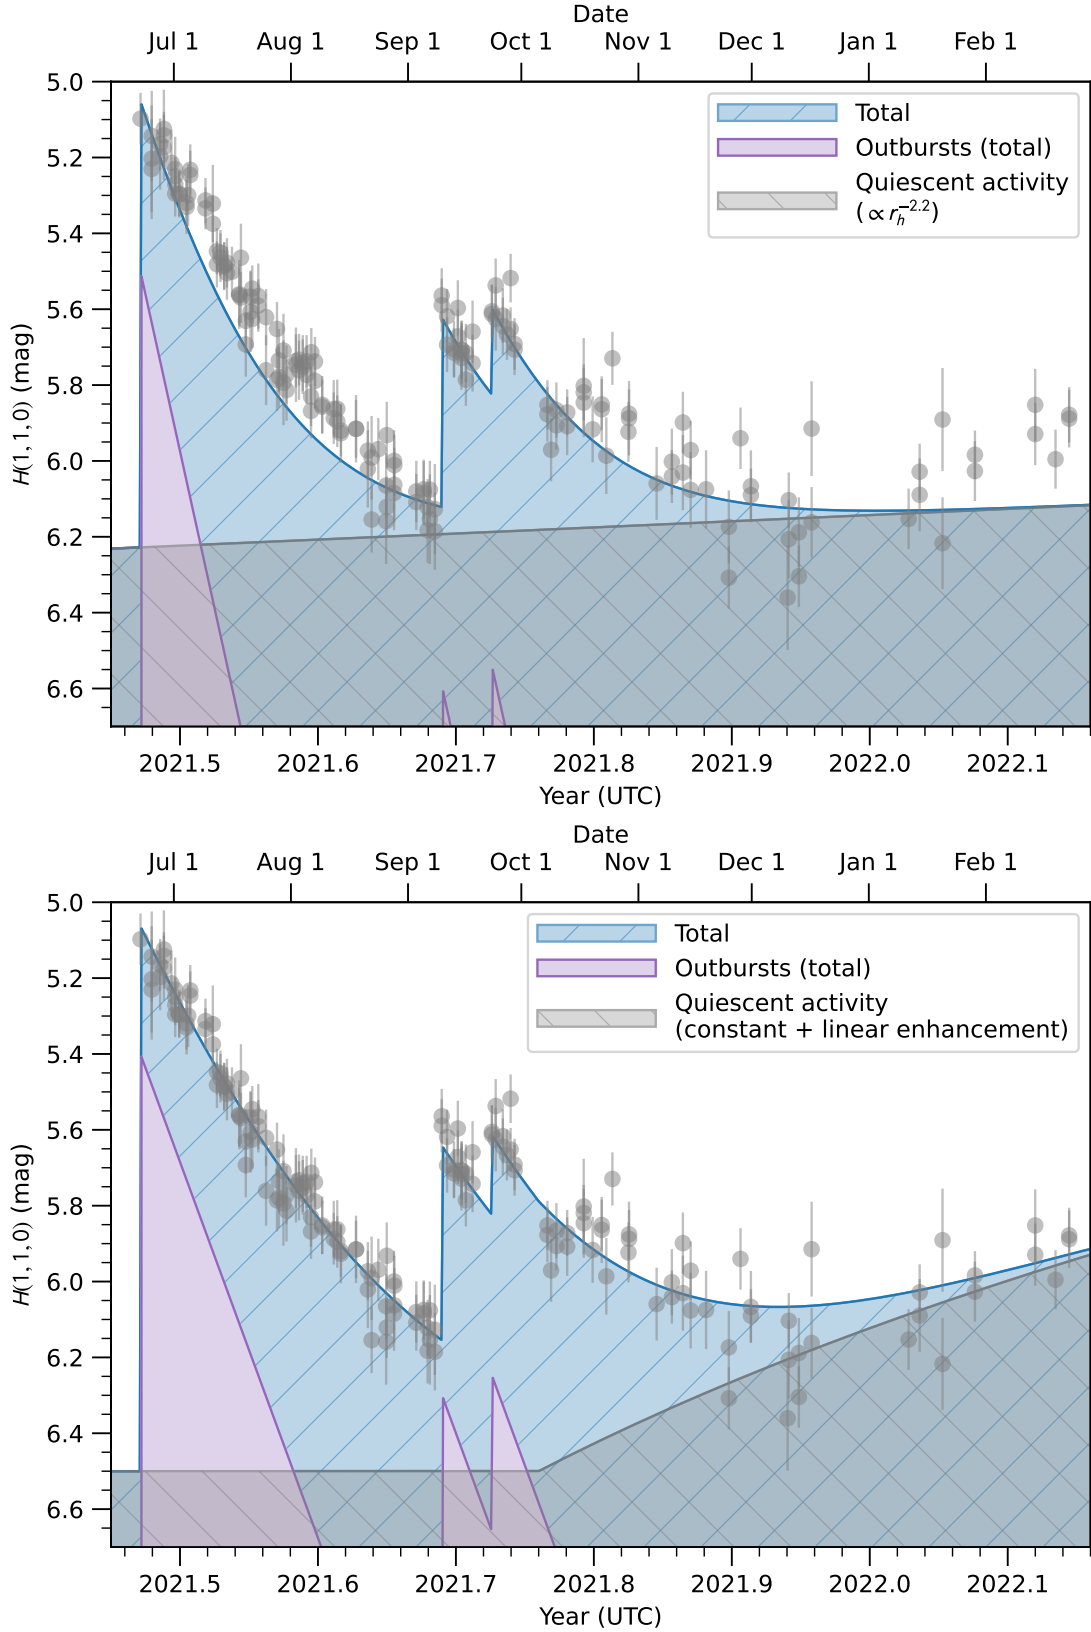 Date
Jul 1 Aug 1 Sep 1 Oct 1 Nov 1 Dec 1 Jan 1 Feb 1
5.0
Total
5.2
Outbursts (total)
Quiescent activity
(∝r_h^−2.2)
5.4
5.6
H(1, 1, 0) (mag)
5.8
6.0
6.2
6.4
6.6
2021.5 2021.6 2021.7 2021.8 2021.9 2022.0 2022.1
Year (UTC)
Date
Jul 1 Aug 1 Sep 1 Oct 1 Nov 1 Dec 1 Jan 1 Feb 1
5.0
Total
Outbursts (total)
5.2
Quiescent activity
(constant + linear enhancement)
5.4
5.6
H(1, 1, 0) (mag)
5.8
6.0
6.2
6.4
6.6
2021.5 2021.6 2021.7 2021.8 2021.9 2022.0 2022.1
Year (UTC)